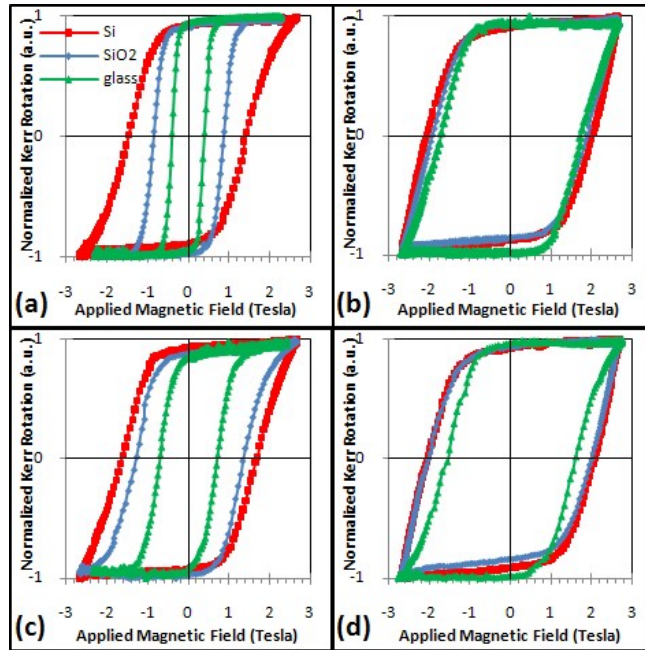 1
Normalized Kerr Rotation (a.u.)
Si
SiO2
glass
0
-1
(a)
-3 -2 -1 0 1 2 3
Applied Magnetic Field (Tesla)
1
Normalized Kerr Rotation (a.u.)
0
-1
(b)
-3 -2 -1 0 1 2 3
Applied Magnetic Field (Tesla)
1
Normalized Kerr Rotation (a.u.)
0
-1
(c)
-3 -2 -1 0 1 2 3
Applied Magnetic Field (Tesla)
1
Normalized Kerr Rotation (a.u.)
0
-1
(d)
-3 -2 -1 0 1 2 3
Applied Magnetic Field (Tesla)